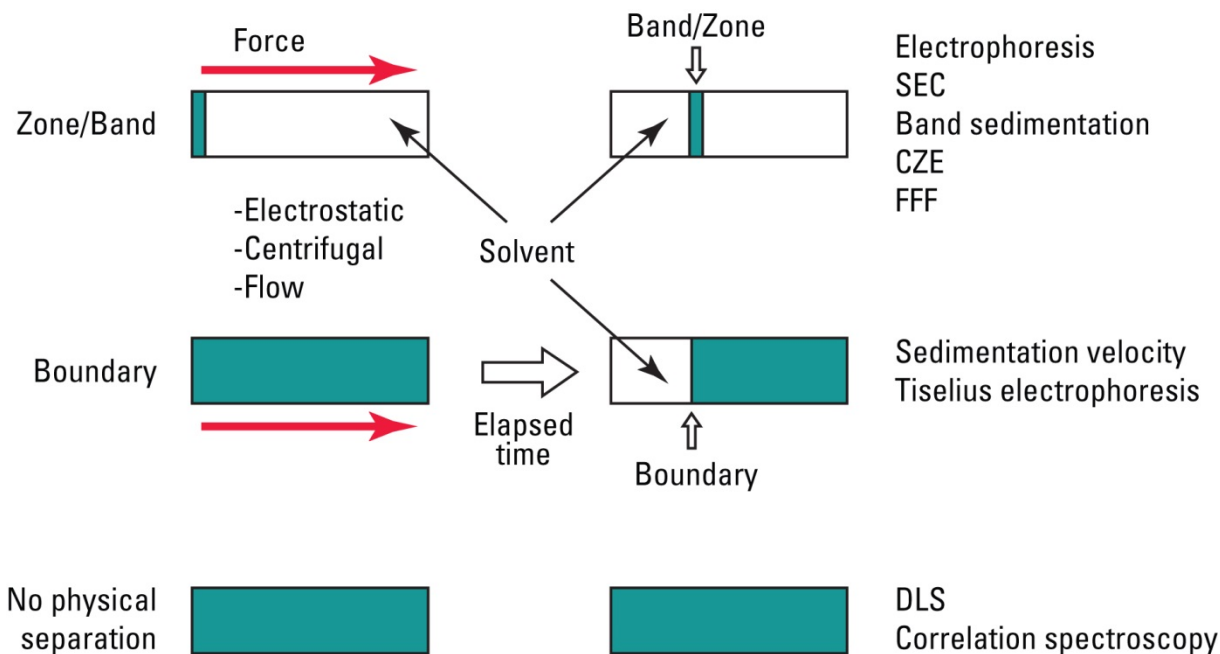 Force
Band/Zone
Zone/Band
Electrophoresis
SEC
Band sedimentation
CZE
FFF
-Electrostatic
-Centrifugal
-Flow
Solvent
Boundary
Elapsed
time
Boundary
Sedimentation velocity
Tiselius electrophoresis
No physical
separation
DLS
Correlation spectroscopy